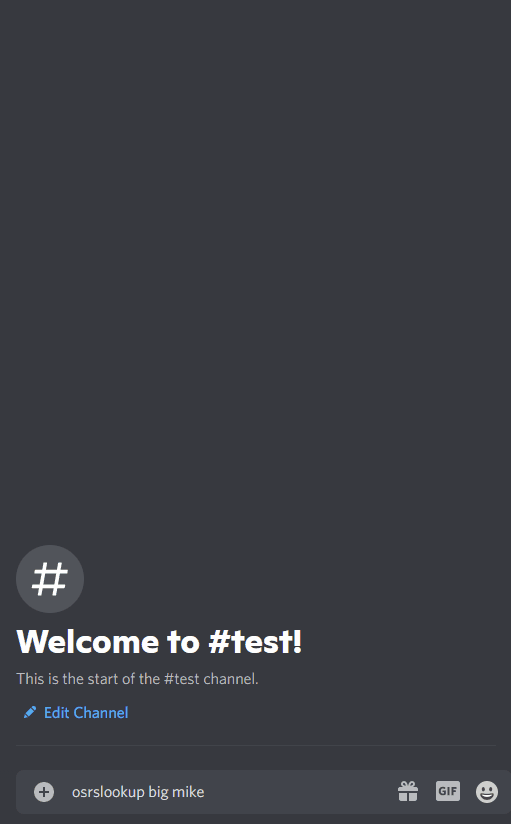 #
Welcome to #test!
This is the start of the #test channel.
Edit Channel
osrslookup big mike
GIF